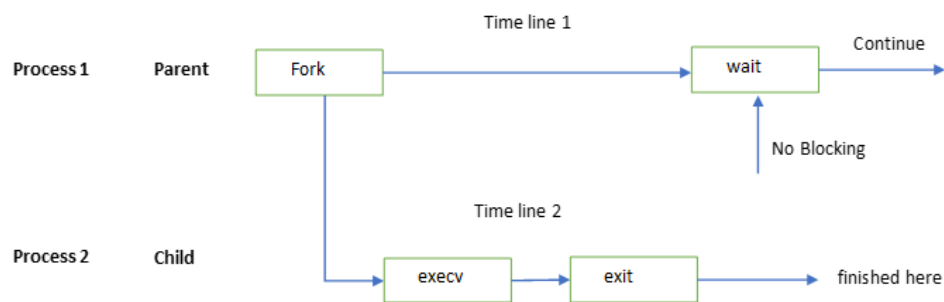 Time line 1
Continue
Process 1 Parent Fork wait
No Blocking
Time line 2
Process 2 Child execv exit finished here